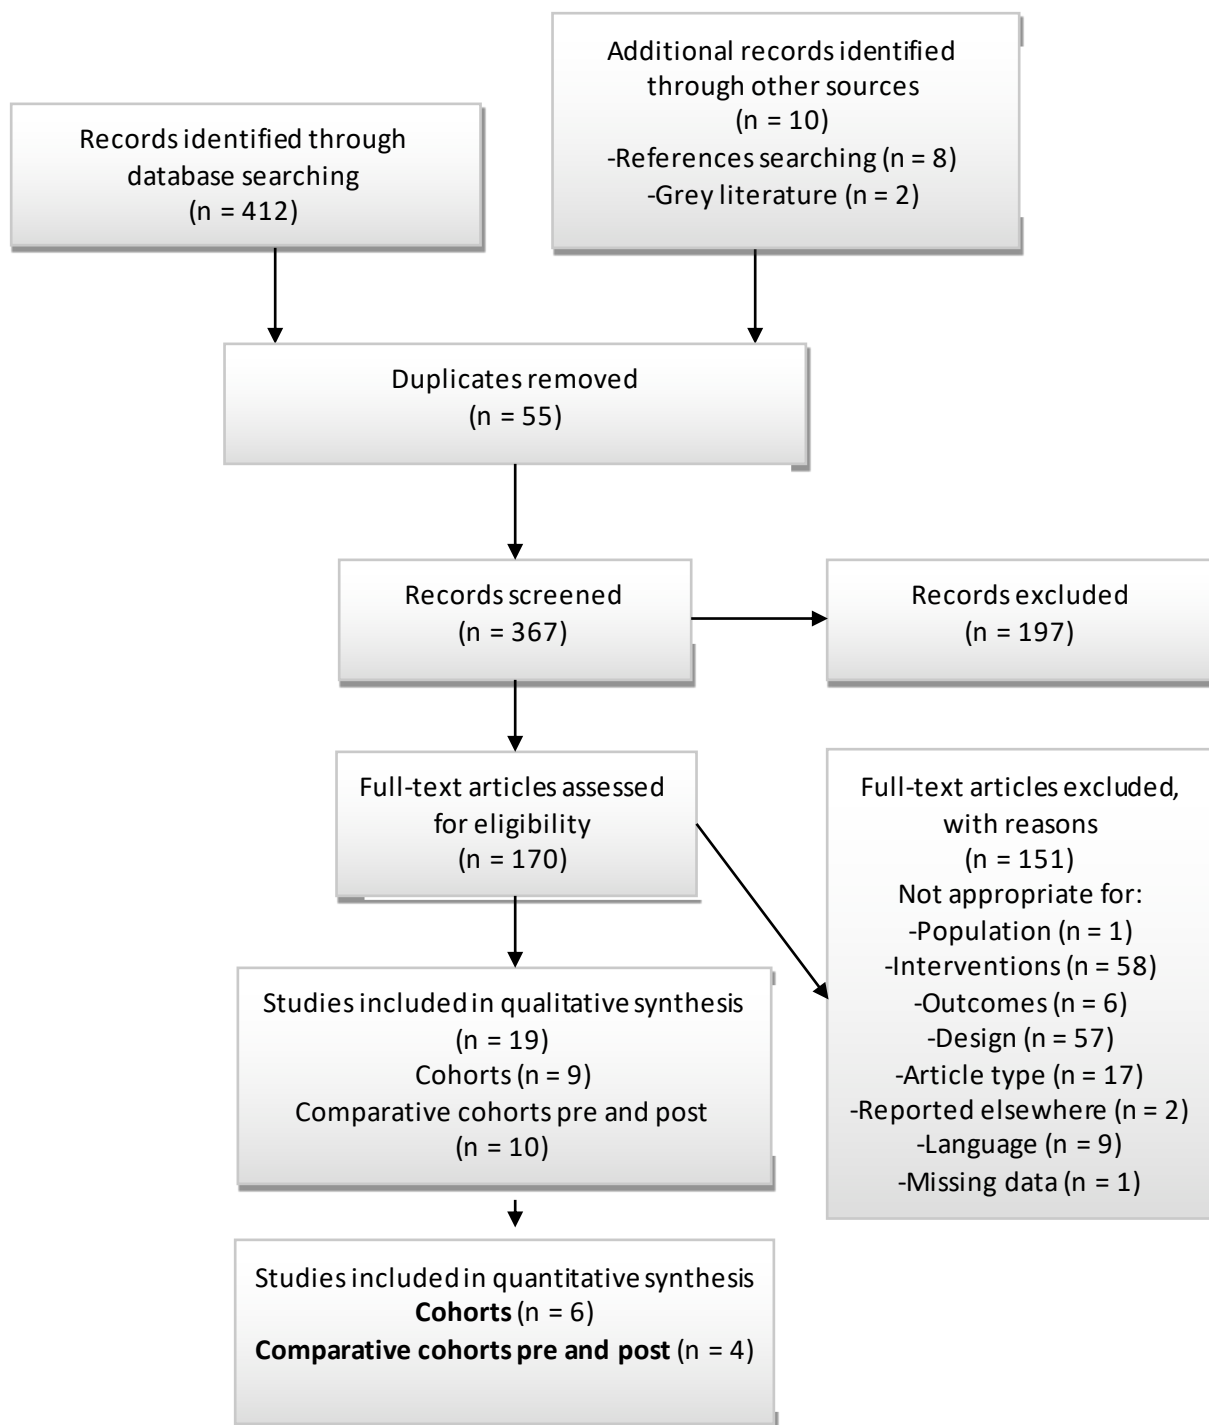 Records identified through
database searching
(n = 412)
Additional records identified
through other sources
(n = 10)
-References searching (n = 8)
-Grey literature (n = 2)
Duplicates removed
(n = 55)
Records screened
(n = 367)
Records excluded
(n = 197)
Full-text articles assessed
for eligibility
(n = 170)
Full-text articles excluded,
with reasons
(n = 151)
Not appropriate for:
-Population (n = 1)
-Interventions (n = 58)
-Outcomes (n = 6)
-Design (n = 57)
-Article type (n = 17)
-Reported elsewhere (n = 2)
-Language (n = 9)
-Missing data (n = 1)
Studies included in qualitative synthesis
(n = 19)
Cohorts (n = 9)
Comparative cohorts pre and post
(n = 10)
Studies included in quantitative synthesis
Cohorts (n = 6)
Comparative cohorts pre and post (n = 4)